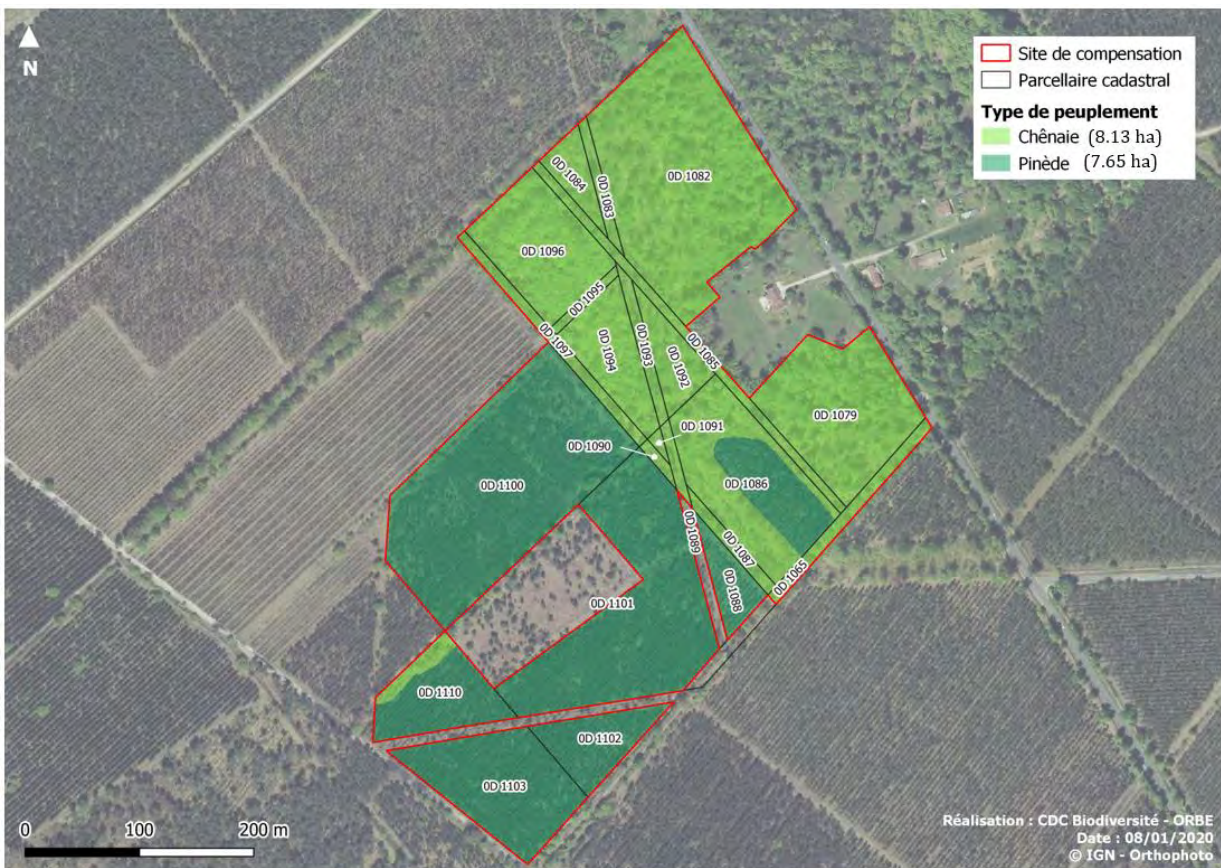 N
Site de compensation
Parcellaire cadastral
Type de peuplement
Chênaie (8.13 ha)
Pinède (7.65 ha)
0D 1082
0D 1084
0D 1083
0D 1096
0D 1095
0D 1097
0D 1094
0D 1093
0D 1092
0D 1085
0D 1079
0D 1091
0D 1090
0D 1086
0D 1100
0D 1089
0D 1087
0D 1065
0D 1088
0D 1101
0D 1110
0D 1102
0D 1103
0 100 200 m
Réalisation : CDC Biodiversité - ORBE
Date : 08/01/2020
© IGN - Orthophoto